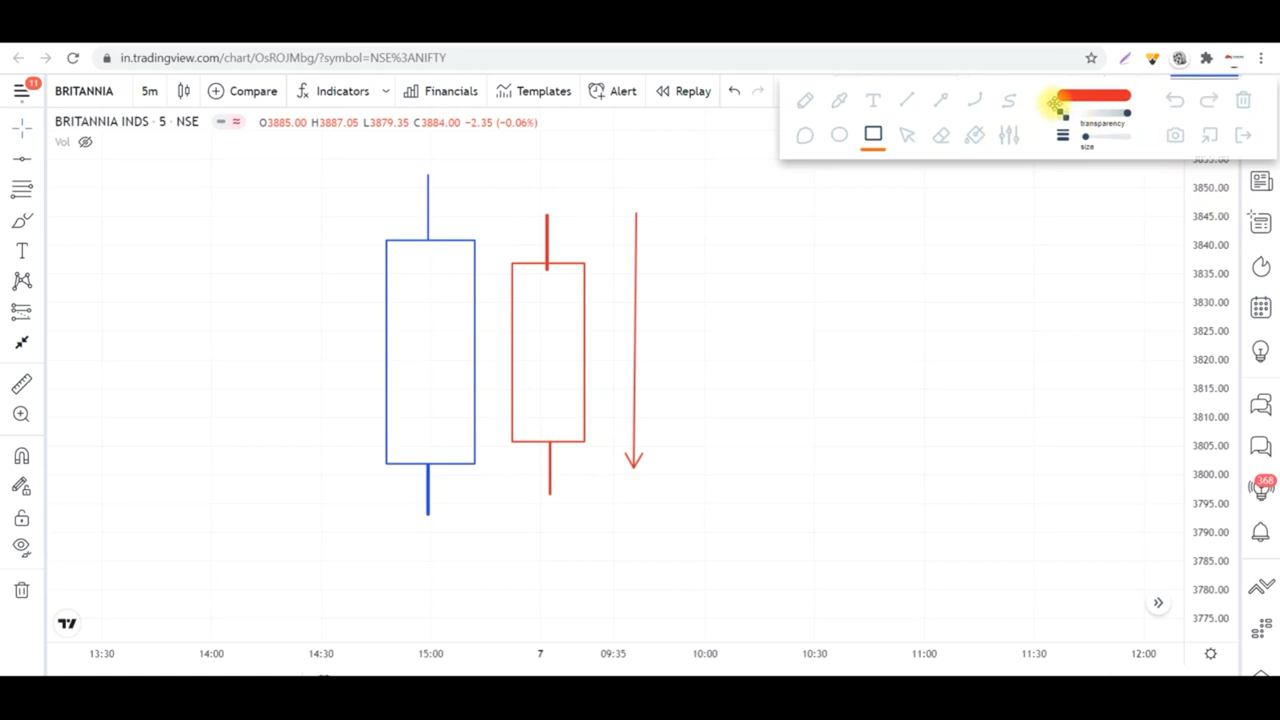 in.tradingview.com/chart/OsROJMbg/?symbol=NSE%3ANIFTY
11
BRITANNIA 5m Compare Indicators Financials Templates Alert Replay
BRITANNIA INDS · 5 · NSE O3885.00 H3887.05 L3879.35 C3884.00 −2.35 (−0.06%)
Vol
T
transparency
size
T
3855.00
3850.00
3845.00
3840.00
3835.00
3830.00
3825.00
3820.00
3815.00
3810.00
3805.00
3800.00
3795.00
3790.00
3785.00
3780.00
3775.00
368
13:30 14:00 14:30 15:00 7 09:35 10:00 10:30 11:00 11:30 12:00